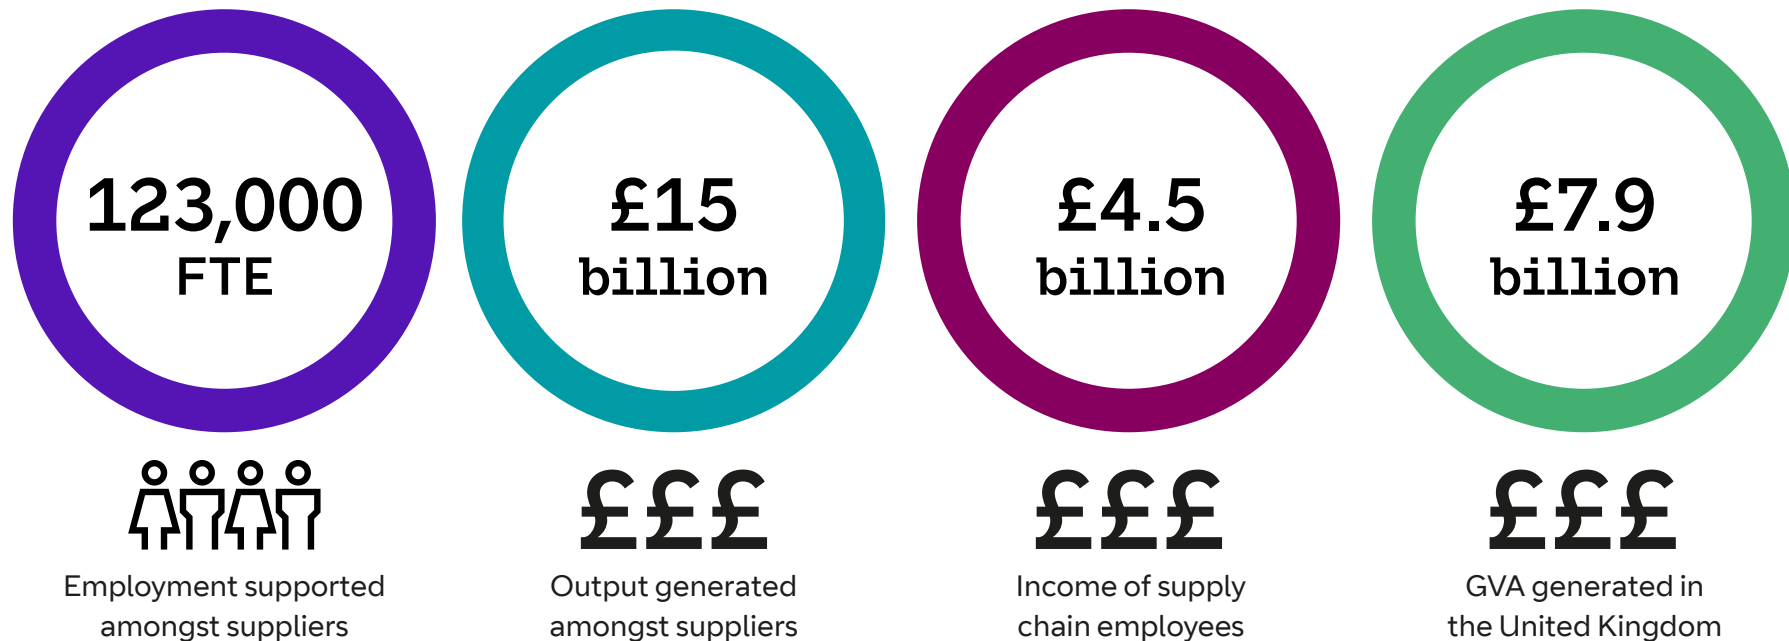 123,000
FTE
£15
billion
£4.5
billion
£7.9
billion
£££
£££
£££
Employment supported
amongst suppliers
Output generated
amongst suppliers
Income of supply
chain employees
GVA generated in
the United Kingdom